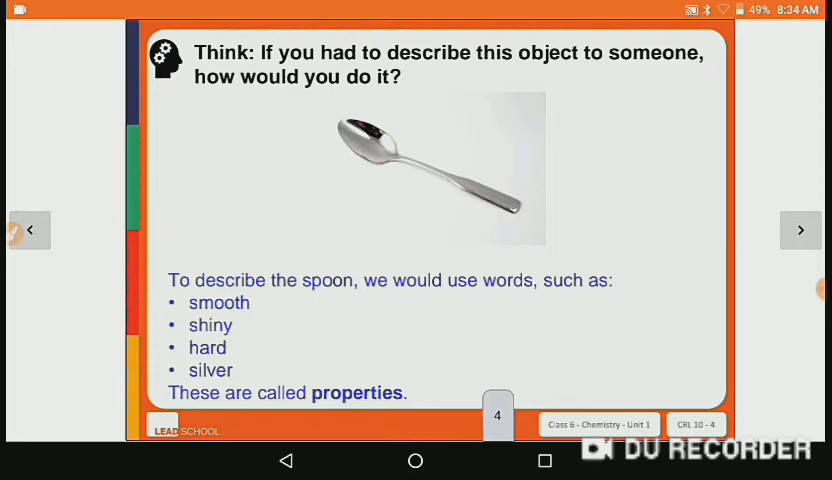 49% 8:34 AM
Think: If you had to describe this object to someone,
how would you do it?
To describe the spoon, we would use words, such as:
• smooth
• shiny
• hard
• silver
These are called properties.
4
LEAD SCHOOL
Class 6 - Chemistry - Unit 1
CRL 10 - 4
DU RECORDER